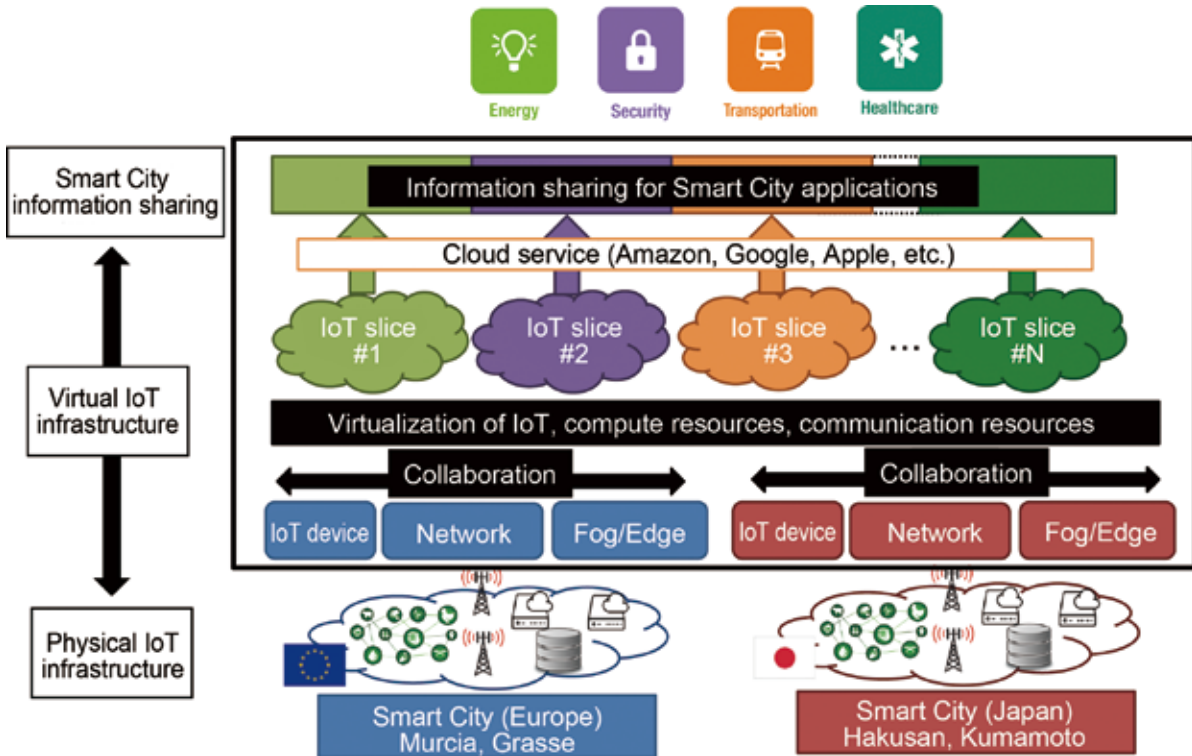 Energy
Security
Transportation
Healthcare
Smart City
information sharing
Information sharing for Smart City applications
Cloud service (Amazon, Google, Apple, etc.)
IoT slice
#1
IoT slice
#2
IoT slice
#3
...
IoT slice
#N
Virtual IoT
infrastructure
Virtualization of IoT, compute resources, communication resources
Collaboration
Collaboration
IoT device
Network
Fog/Edge
IoT device
Network
Fog/Edge
Physical IoT
infrastructure
Smart City (Europe)
Murcia, Grasse
Smart City (Japan)
Hakusan, Kumamoto